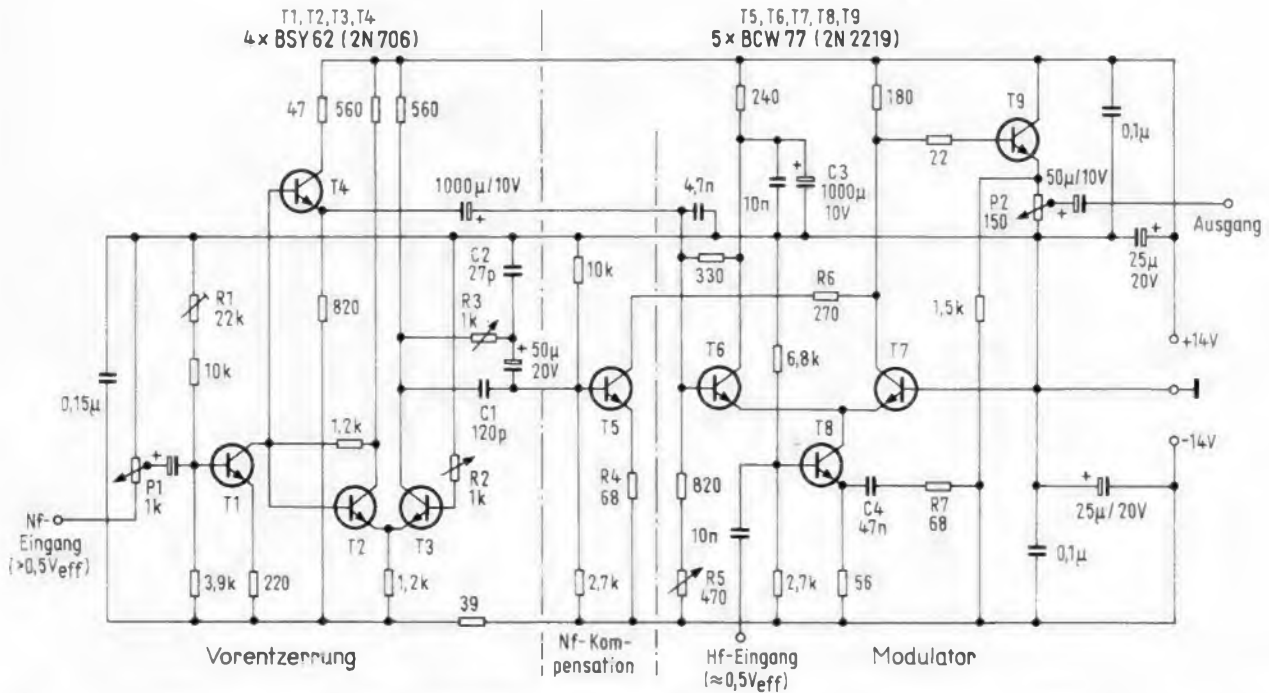 T1, T2, T3, T4
4× BSY 62 (2N 706)
T5, T6, T7, T8, T9
5× BCW 77 (2N 2219)
47
560
560
240
180
T9
0,1µ
22
T4
1000µ/10V
+
4,7n
10n
+
C3
1000µ
10V
50µ/10V
P2
150
+
Ausgang
+
25µ
20V
C2
27p
10k
330
R1
22k
820
R3
1k
R6
270
1,5k
+
50µ
20V
+14V
10k
T6
6,8k
T7
0,15µ
C1
120p
T5
T8
-14V
1,2k
+
P1
1k
T1
R2
1k
R4
68
820
C4
47n
R7
68
+
25µ/20V
Nf-
Eingang
(>0,5Veff)
T2
T3
10n
0,1µ
3,9k
220
1,2k
39
2,7k
R5
470
2,7k
56
Vorentzerrung
Nf-Kom-
pensation
Hf-Eingang
(≈0,5Veff)
Modulator